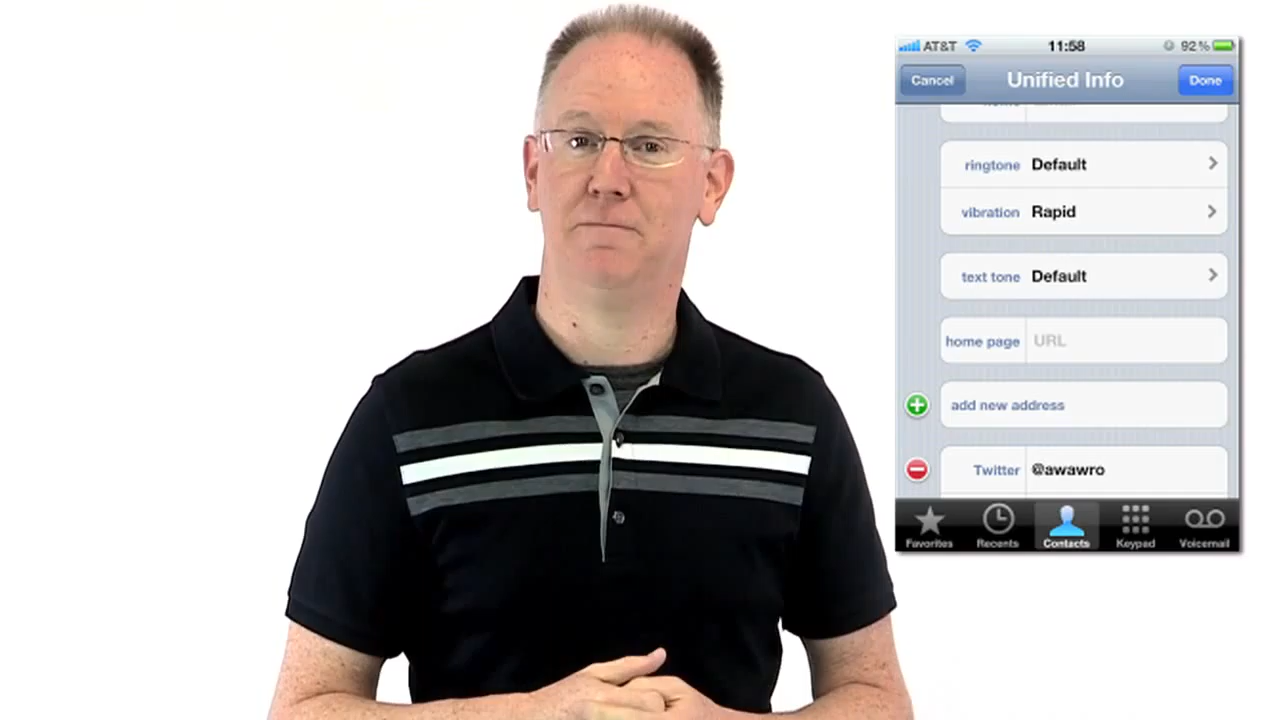 AT&T 11:58 92%
Cancel Unified Info Done
ringtone Default
vibration Rapid
text tone Default
home page URL
add new address
Twitter @awawro
Favorites Recents Contacts Keypad Voicemail